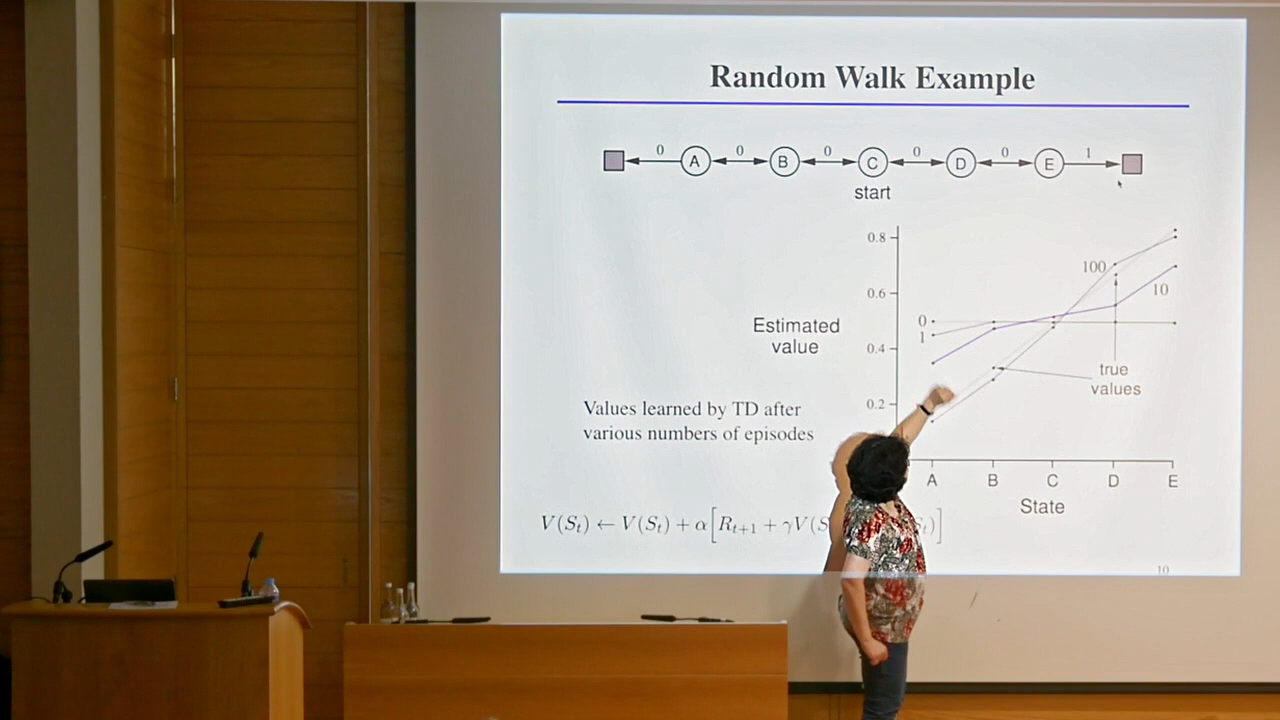 Random Walk Example
0 0 0 0 0 1
A B C D E
start
0.8
100
0.6
10
0
Estimated
value
1
0.4
true
values
0.2
Values learned by TD after
various numbers of episodes
A B C D E
State
V(S_t) ← V(S_t) + α[R_{t+1} + γV(S
10